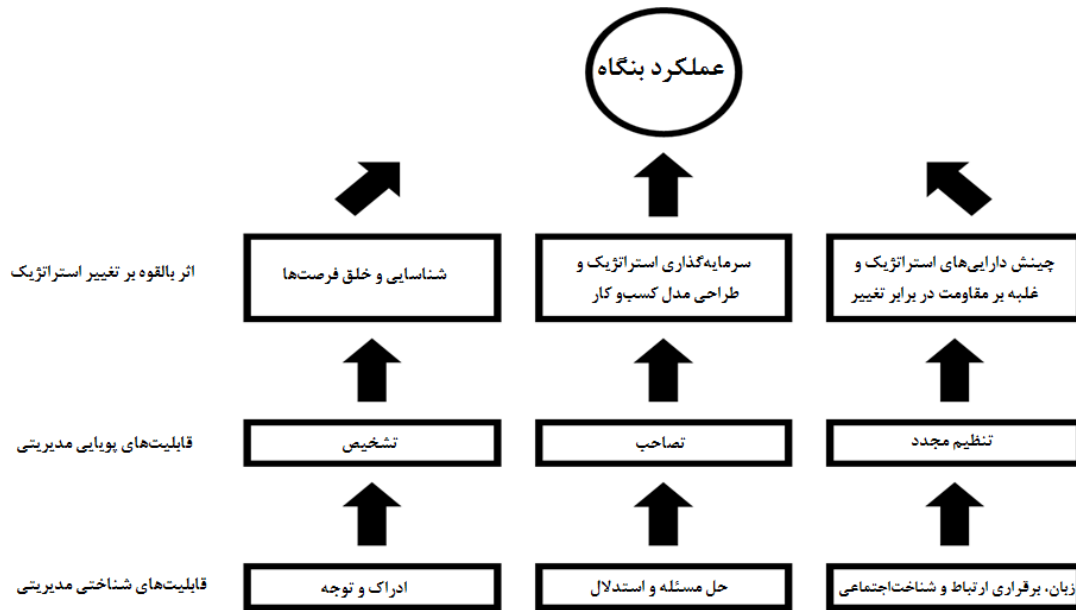 عملکرد بنگاه
اثر بالقوه بر تغییر استراتژیک
شناسایی و خلق فرصت‌ها
سرمایه‌گذاری استراتژیک و
طراحی مدل کسب‌و کار
چینش دارایی‌های استراتژیک و
غلبه بر مقاومت در برابر تغییر
قابلیت‌های پویایی مدیریتی
تشخیص
تصاحب
تنظیم مجدد
قابلیت‌های شناختی مدیریتی
ادراک و توجه
حل مسئله و استدلال
زبان، برقراری ارتباط و شناخت‌اجتماعی